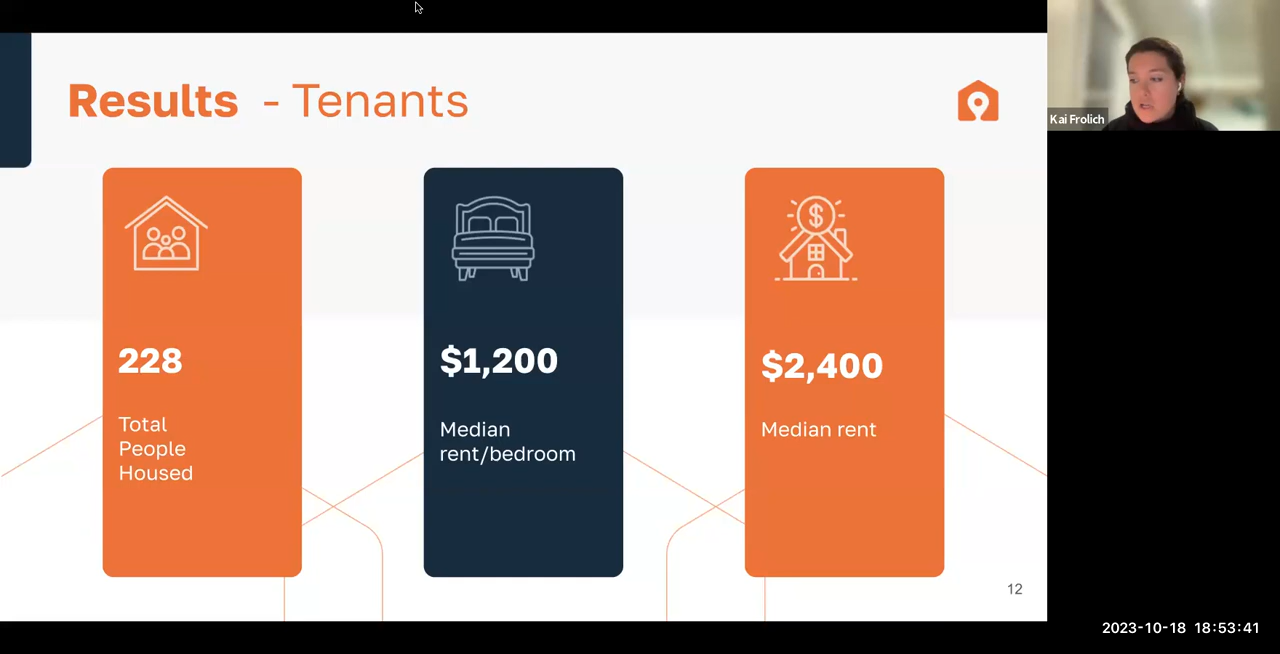 Results - Tenants
Kai Frolich
228
Total
People
Housed
$1,200
Median
rent/bedroom
$2,400
Median rent
12
2023-10-18 18:53:41